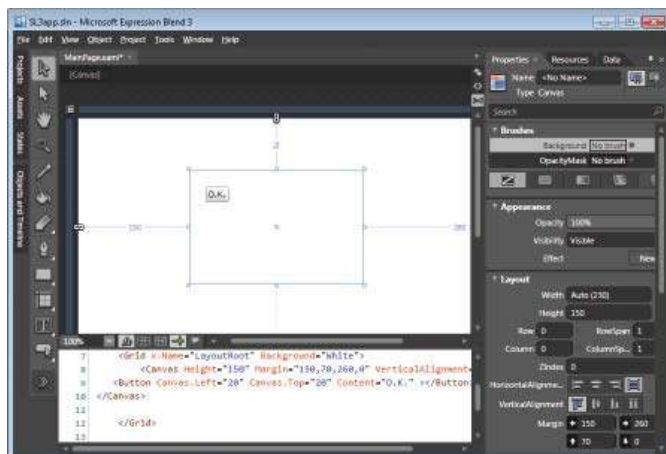 SL3app.sln - Microsoft Expression Blend 3
File Edit View Object Project Tools Window Help
MainPage.xaml*
[Canvas]
Projects
Assets
States
Objects and Timeline
O.K.
100%
7 <Grid x:Name="LayoutRoot" Background="White">
8 <Canvas Height="150" Margin="190,70,260,0" VerticalAlignment=
9 <Button Canvas.Left="20" Canvas.Top="20" Content="O.K." ></Button
10 </Canvas>
11
12 </Grid>
13
Properties Resources Data
Name <No Name>
Type Canvas
Search
Brushes
Background No brush
OpacityMask No brush
Appearance
Opacity 100%
Visibility Visible
Effect New
Layout
Width Auto (230)
Height 150
Row 0 RowSpan 1
Column 0 ColumnSp... 1
ZIndex 0
HorizontalAlignme...
VerticalAlignment
Margin 150 260
70 0